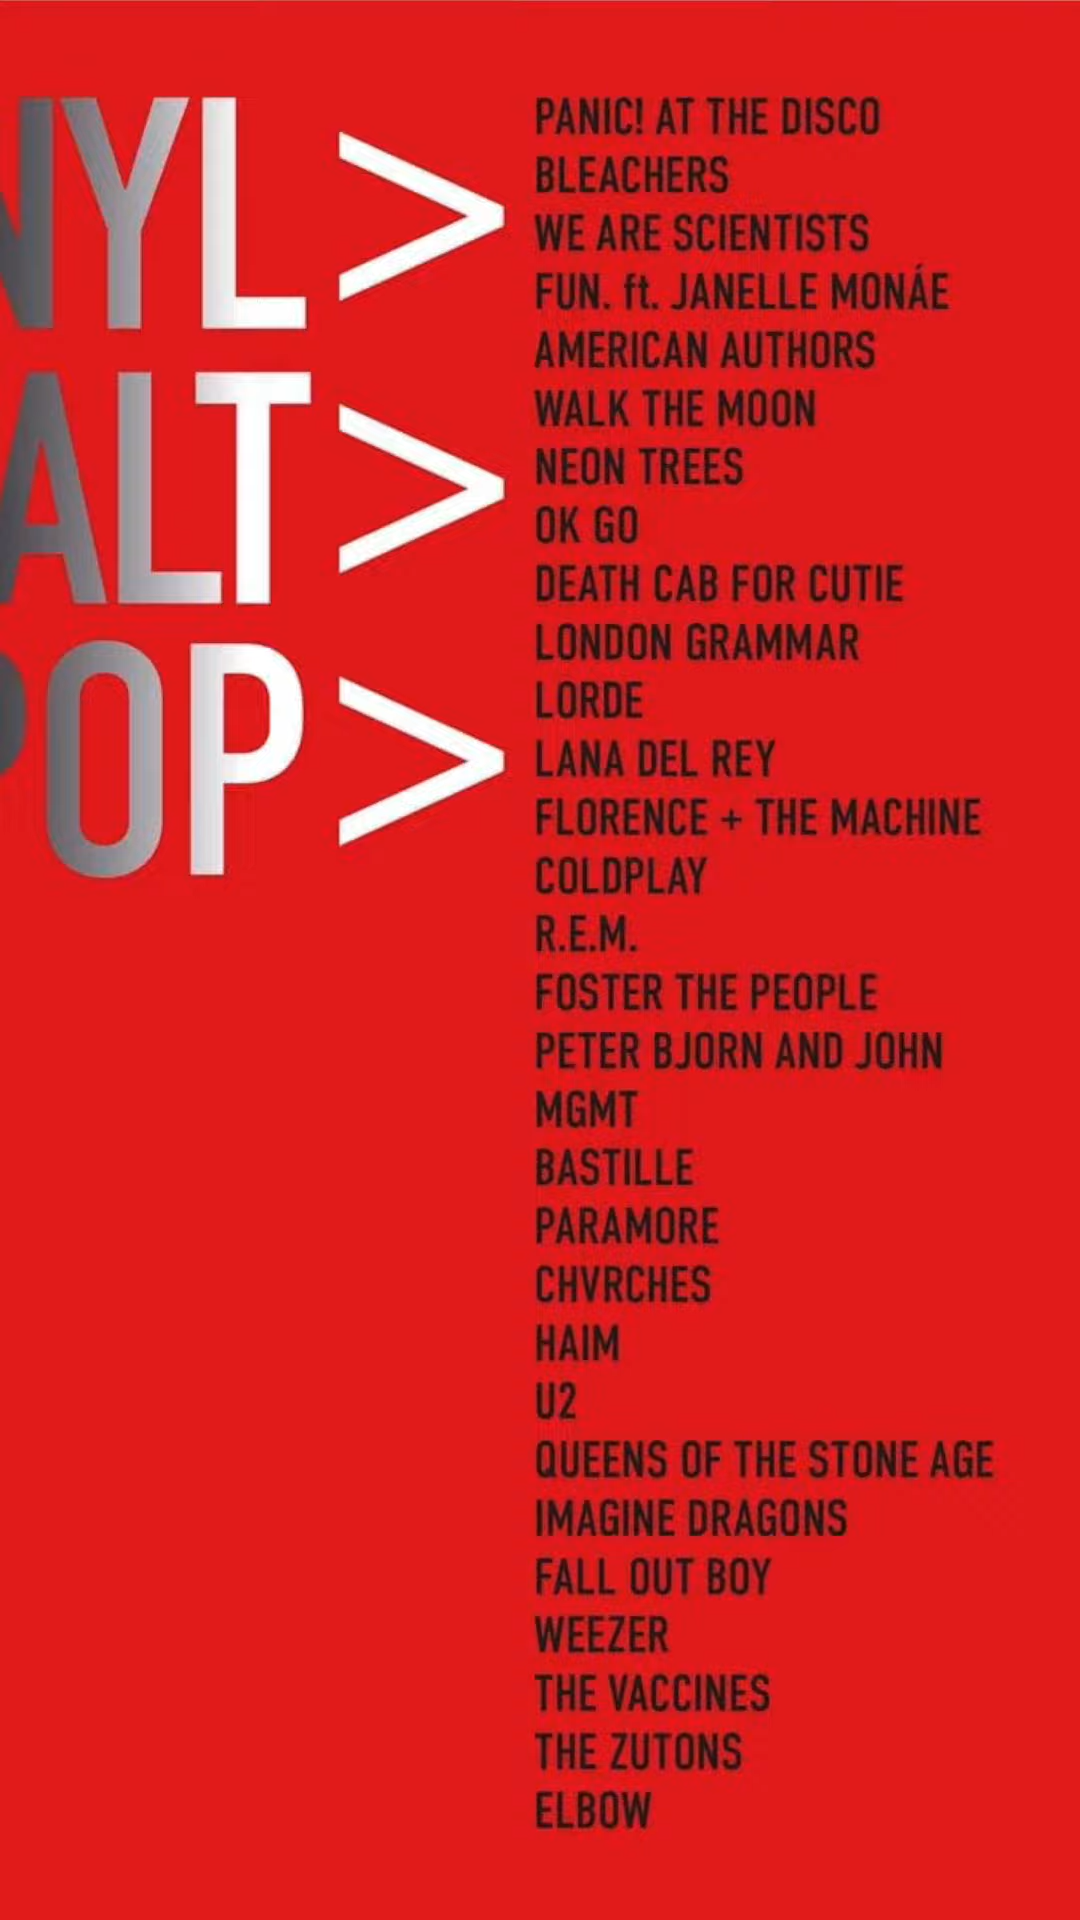 NYL >
ALT >
POP >
PANIC! AT THE DISCO
BLEACHERS
WE ARE SCIENTISTS
FUN. ft. JANELLE MONÁE
AMERICAN AUTHORS
WALK THE MOON
NEON TREES
OK GO
DEATH CAB FOR CUTIE
LONDON GRAMMAR
LORDE
LANA DEL REY
FLORENCE + THE MACHINE
COLDPLAY
R.E.M.
FOSTER THE PEOPLE
PETER BJORN AND JOHN
MGMT
BASTILLE
PARAMORE
CHVRCHES
HAIM
U2
QUEENS OF THE STONE AGE
IMAGINE DRAGONS
FALL OUT BOY
WEEZER
THE VACCINES
THE ZUTONS
ELBOW